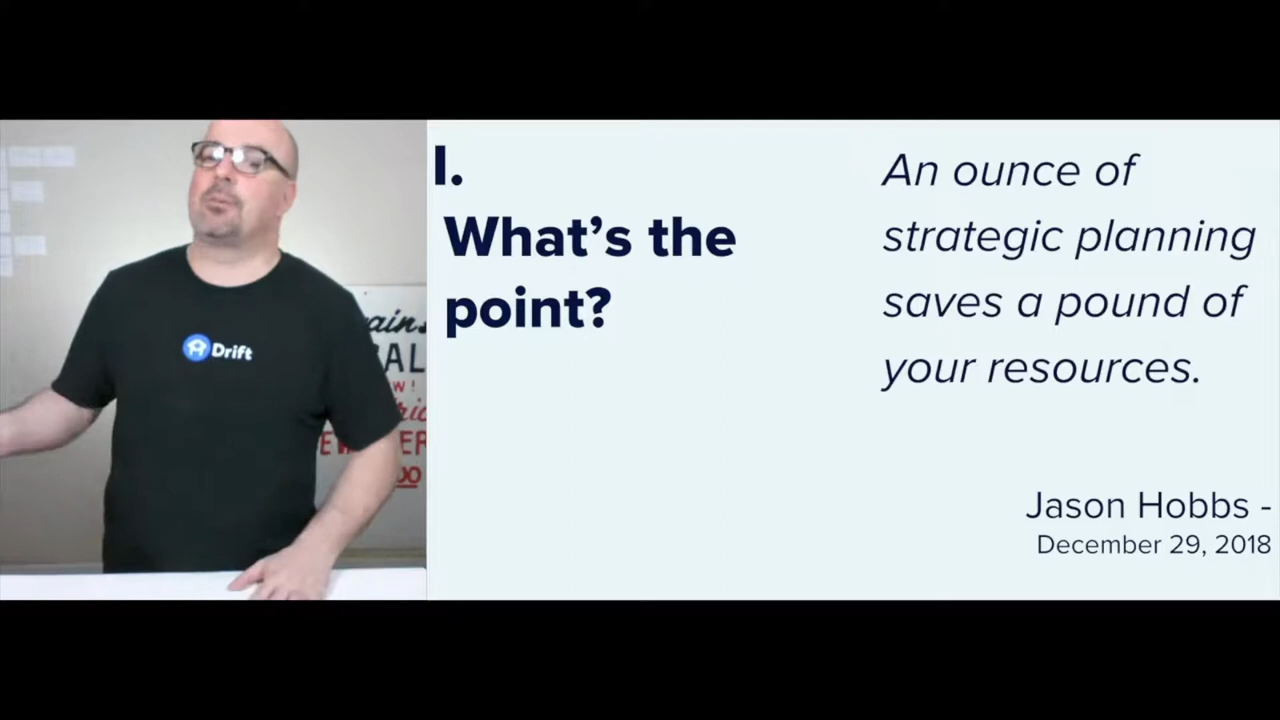 I.
What's the
point?
An ounce of
strategic planning
saves a pound of
your resources.
Jason Hobbs -
December 29, 2018
Drift